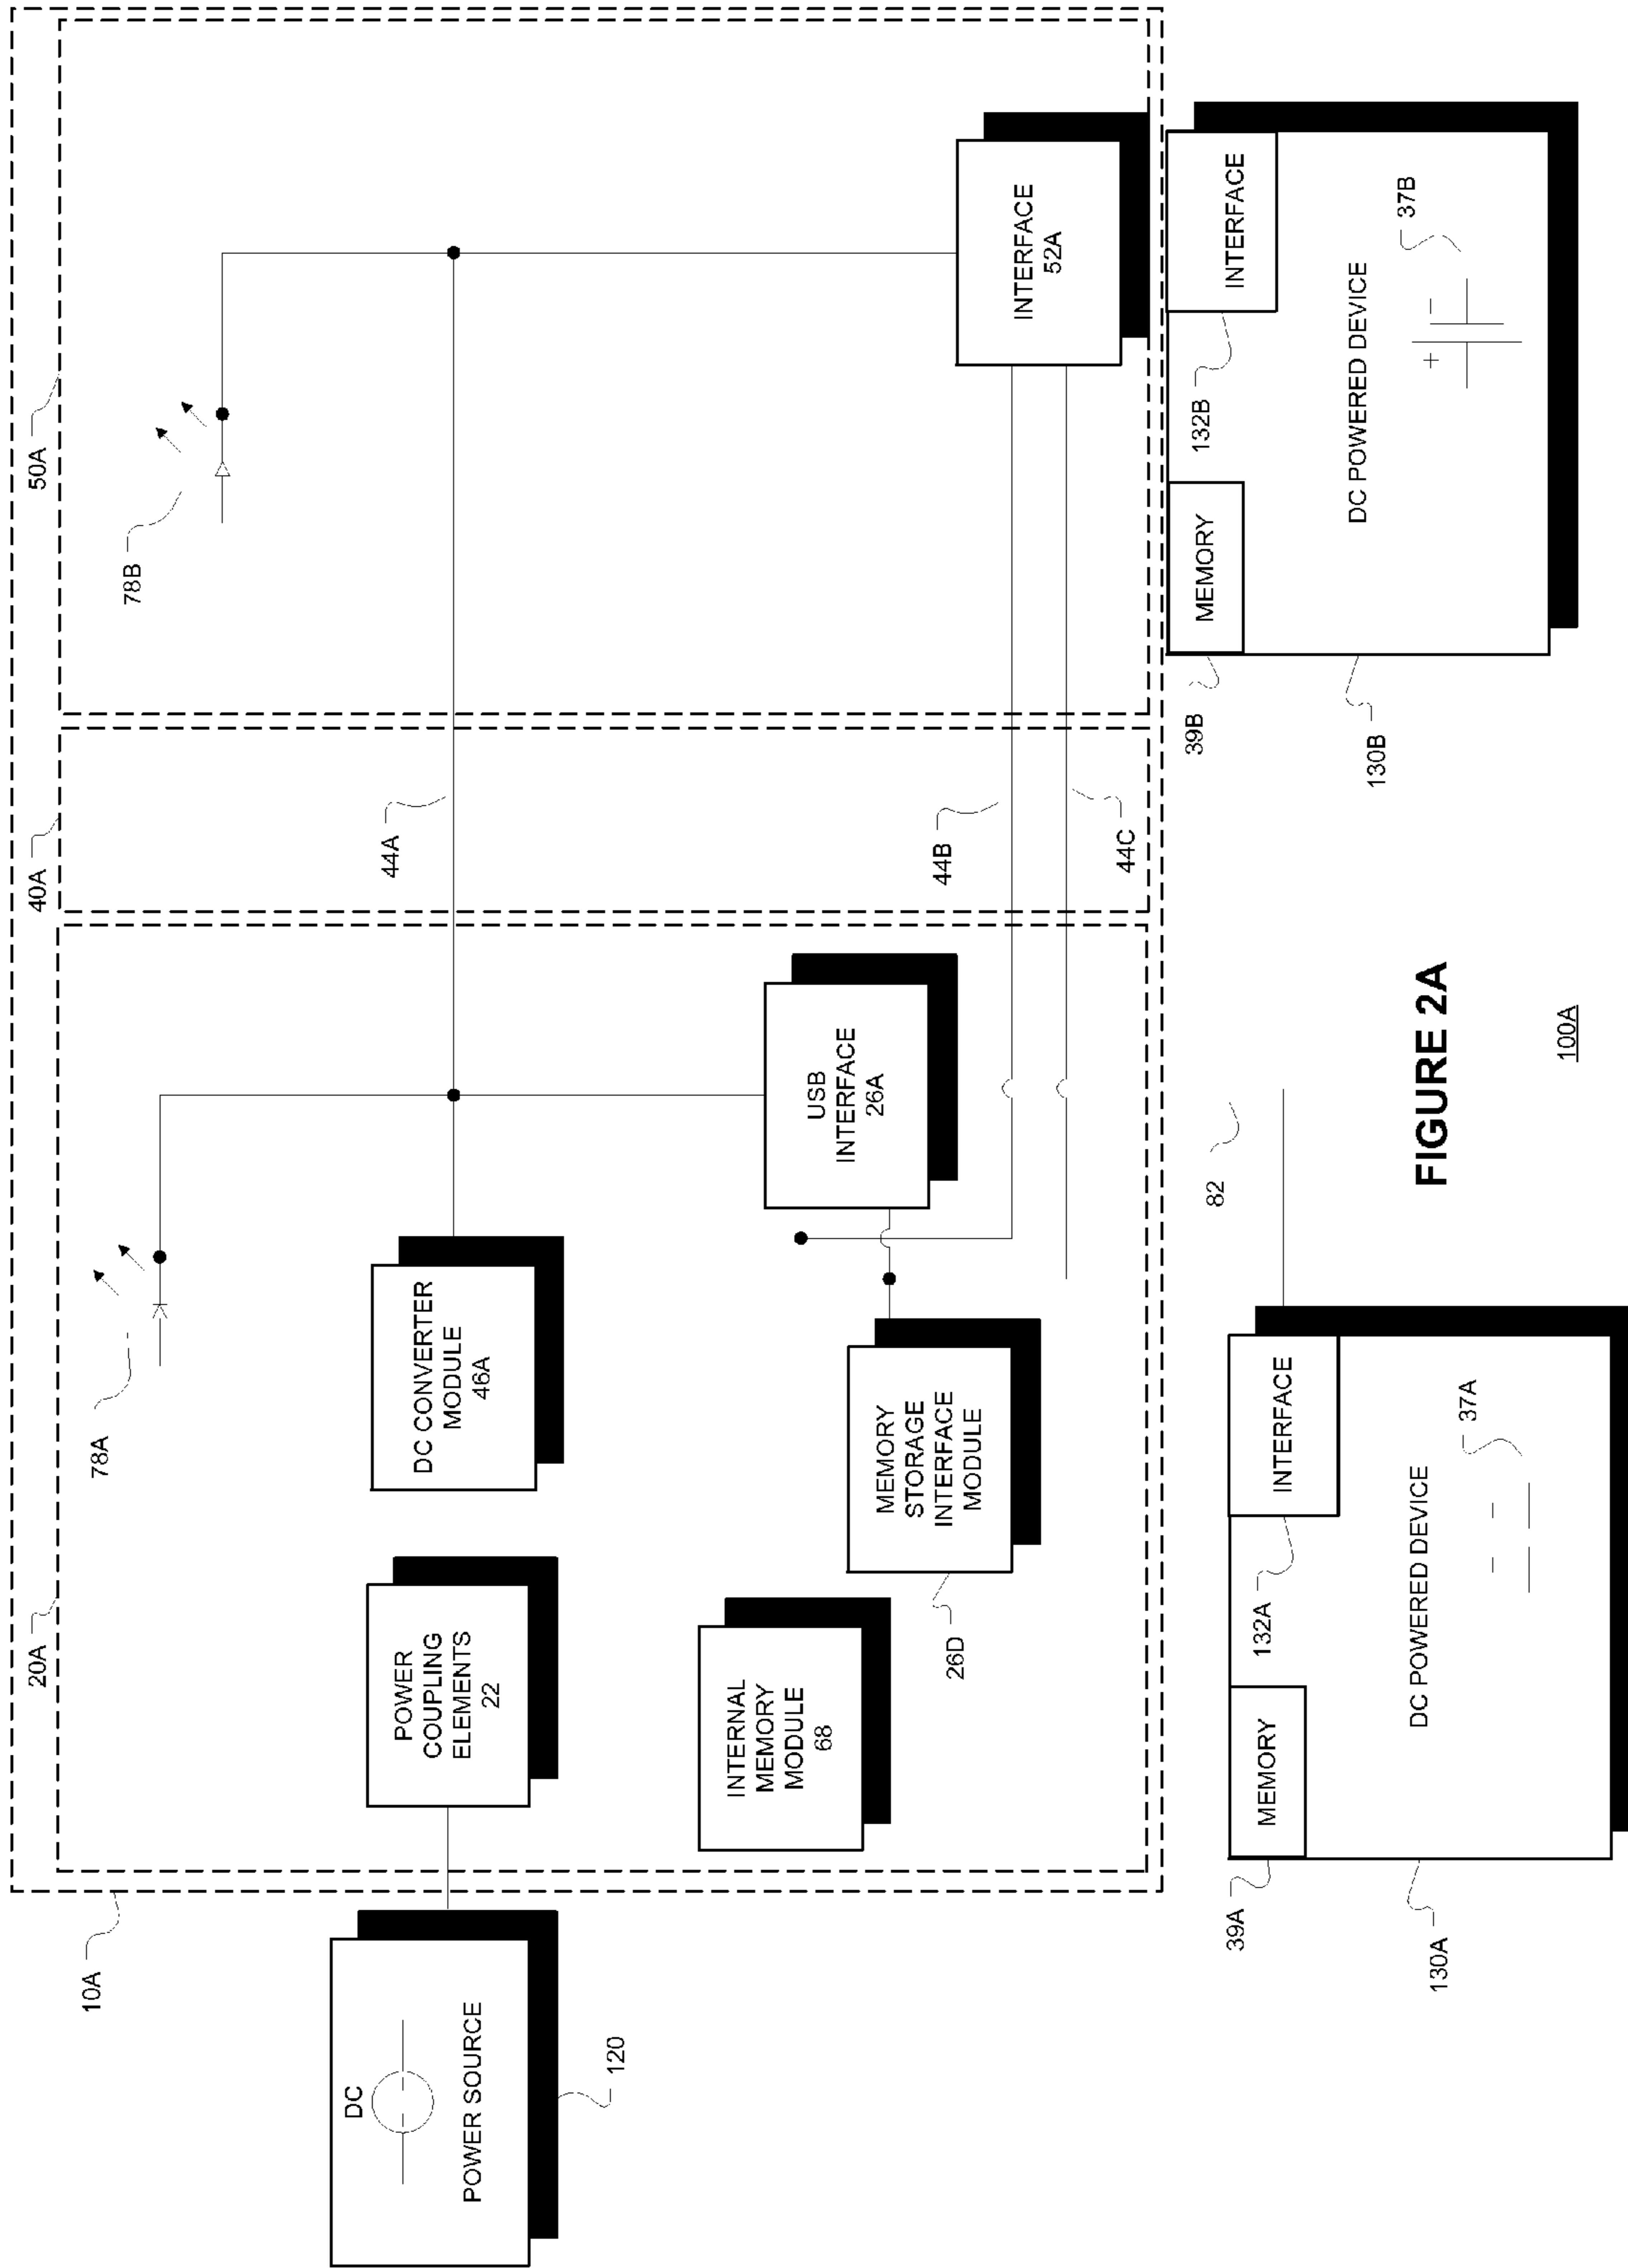 10A
20A
40A
50A
78A
78B
DC
POWER SOURCE
120
POWER
COUPLING
ELEMENTS
22
DC CONVERTER
MODULE
46A
44A
INTERNAL
MEMORY
MODULE
68
MEMORY
STORAGE
INTERFACE
MODULE
26D
USB
INTERFACE
26A
44B
44C
INTERFACE
52A
39A
MEMORY
132A
INTERFACE
82
DC POWERED DEVICE
37A
130A
39B
MEMORY
132B
INTERFACE
DC POWERED DEVICE
+
-
37B
130B
FIGURE 2A
100A